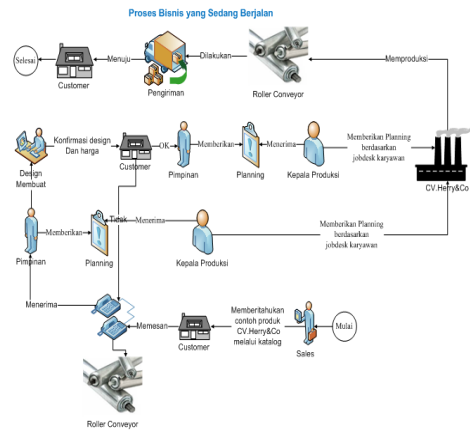 Proses Bisnis yang Sedang Berjalan
Selesai
Menuju
Customer
Dilakukan
Pengiriman
Roller Conveyor
Memproduksi
Design
Membuat
Konfirmasi design
Dan harga
Customer
OK
Pimpinan
Memberikan
Planning
Menerima
Kepala Produksi
Memberikan Planning
berdasarkan
jobdesk karyawan
CV.Herry&Co
Pimpinan
Memberikan
Planning
Tidak
Menerima
Kepala Produksi
Memberikan Planning
berdasarkan
jobdesk karyawan
Menerima
Memesan
Customer
Memberitahukan
contoh produk
CV.Herry&Co
melalui katalog
Sales
Mulai
Roller Conveyor